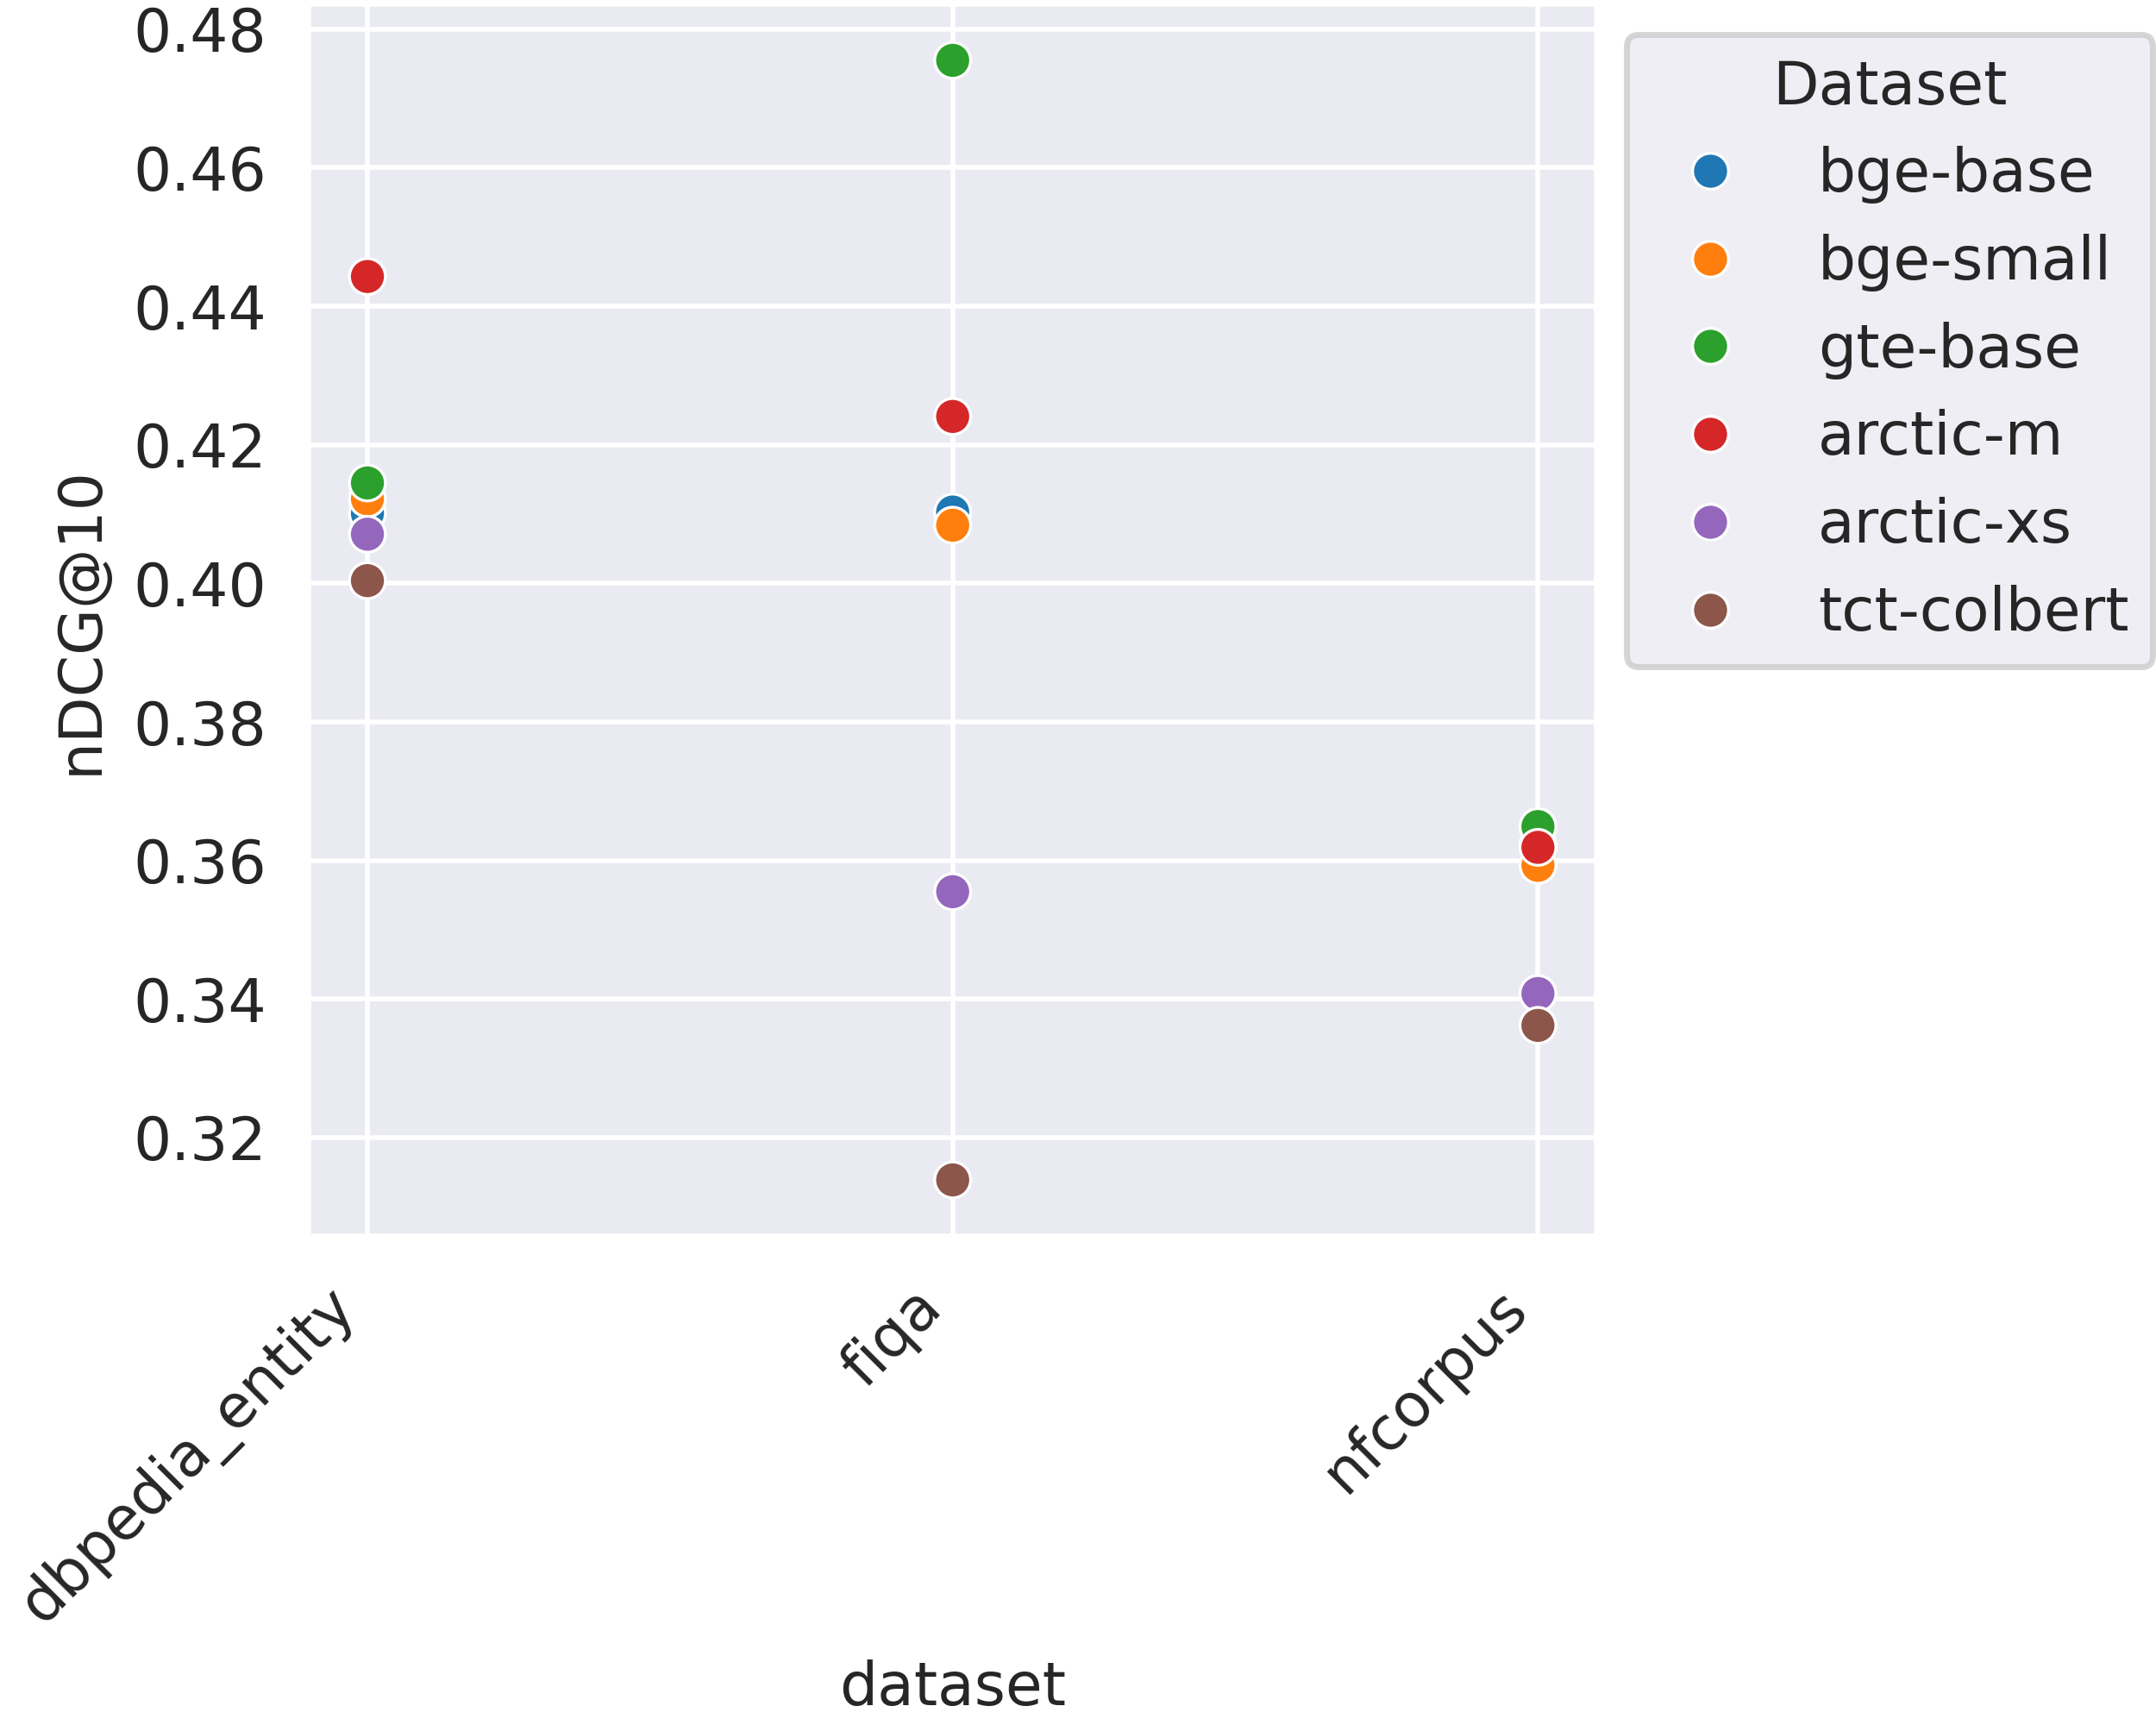 0.48
0.46
0.44
0.42
0.40
0.38
0.36
0.34
0.32
nDCG@10
dbpedia_entity
fiqa
nfcorpus
dataset
Dataset
bge-base
bge-small
gte-base
arctic-m
arctic-xs
tct-colbert